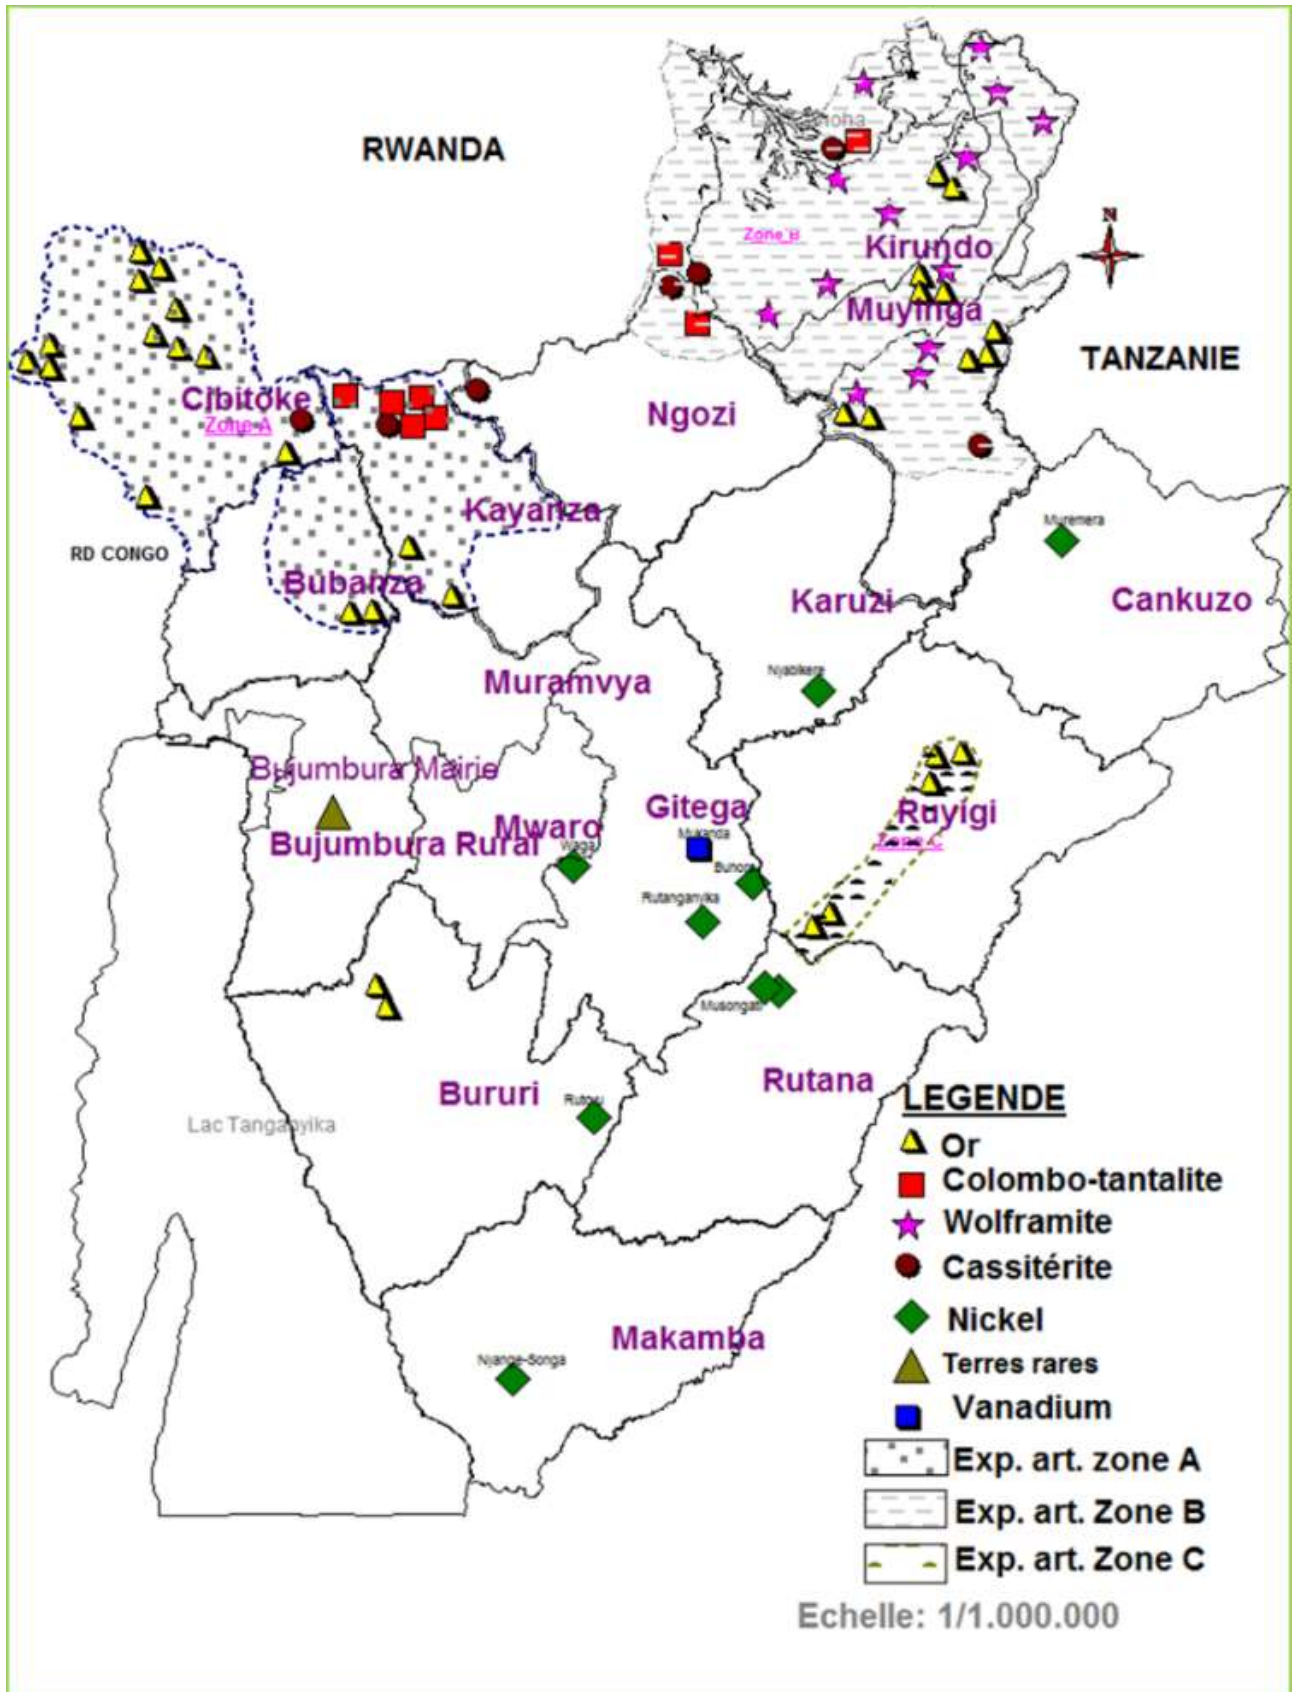 RWANDA
N
Zone B
Kirundo
Muyinga
TANZANIE
Cibitoke
Zone A
Ngozi
Kayanza
RD CONGO
Muremera
Bubanza
Karuzi
Cankuzo
Nyabikere
Muramvya
Bujumbura Mairie
Gitega
Ruyigi
Mwaro
Mukanda
Bujumbura Rural
Waga
Zone C
Rutanganyika
Musongati
Rutana
Bururi
LEGENDE
Lac Tanganyika
Or
Colombo-tantalite
Wolframite
Cassitérite
Nickel
Makamba
Nyange-Songa
Terres rares
Vanadium
Exp. art. zone A
Exp. art. Zone B
Exp. art. Zone C
Echelle: 1/1.000.000